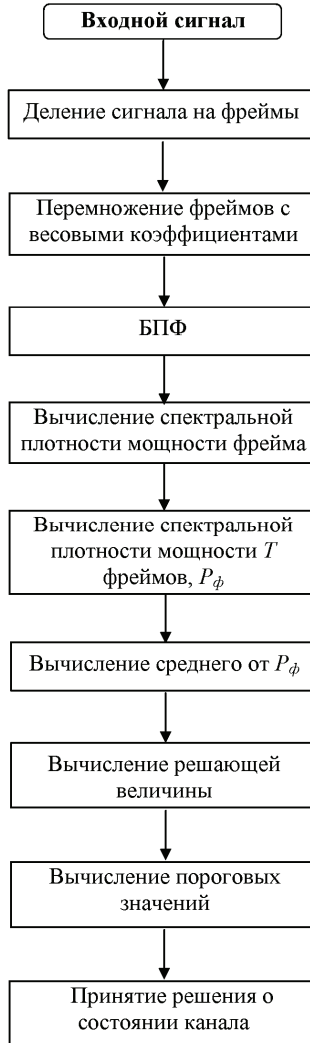 Входной сигнал
Деление сигнала на фреймы
Перемножение фреймов с
весовыми коэффициентами
БПФ
Вычисление спектральной
плотности мощности фрейма
Вычисление спектральной
плотности мощности T
фреймов, Pф
Вычисление среднего от Pф
Вычисление решающей
величины
Вычисление пороговых
значений
Принятие решения о
состоянии канала